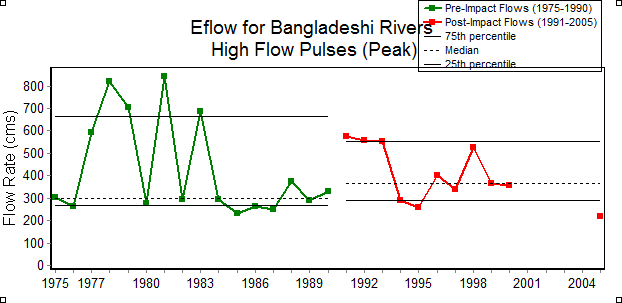 Eflow for Bangladeshi Rivers
High Flow Pulses (Peak)
Pre-Impact Flows (1975-1990)
Post-Impact Flows (1991-2005)
75th percentile
Median
25th percentile
Flow Rate (cms)
800
700
600
500
400
300
200
100
0
1975 1977 1980 1983 1986 1989 1992 1995 1998 2001 2004